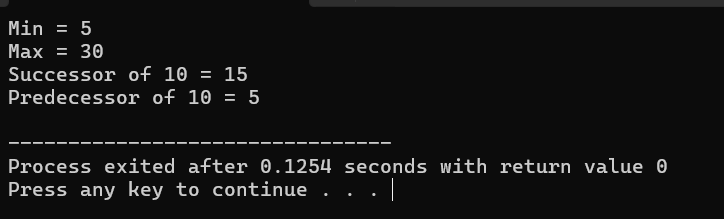 Min = 5
Max = 30
Successor of 10 = 15
Predecessor of 10 = 5
--------------------------------
Process exited after 0.1254 seconds with return value 0
Press any key to continue . . .